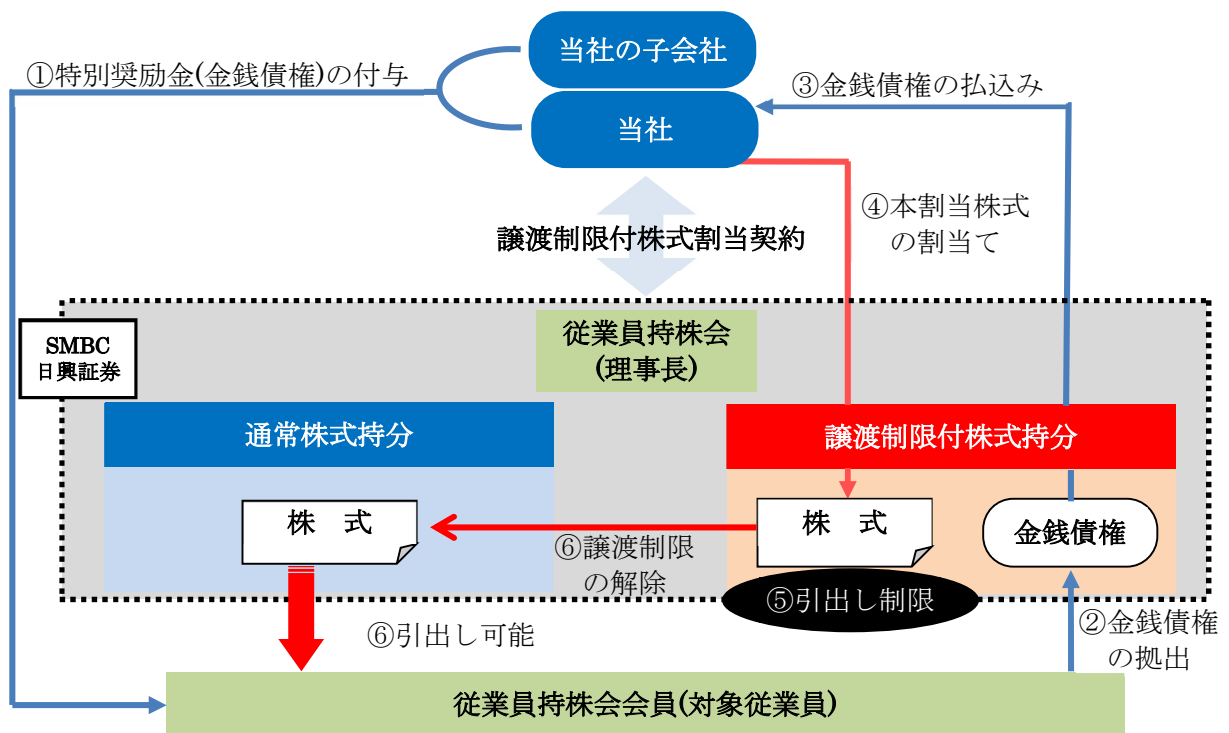 当社の子会社
①特別奨励金(金銭債権)の付与
③金銭債権の払込み
当社
④本割当株式
の割当て
譲渡制限付株式割当契約
SMBC
日興証券
従業員持株会
(理事長)
通常株式持分
譲渡制限付株式持分
株 式
株 式
金銭債権
⑥譲渡制限
の解除
⑤引出し制限
⑥引出し可能
②金銭債権
の拠出
従業員持株会会員(対象従業員)